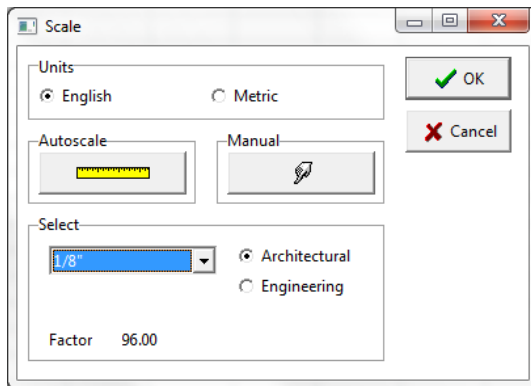 Scale
Units
English
Metric
OK
Cancel
Autoscale
Manual
Select
1/8"
Architectural
Engineering
Factor 96.00